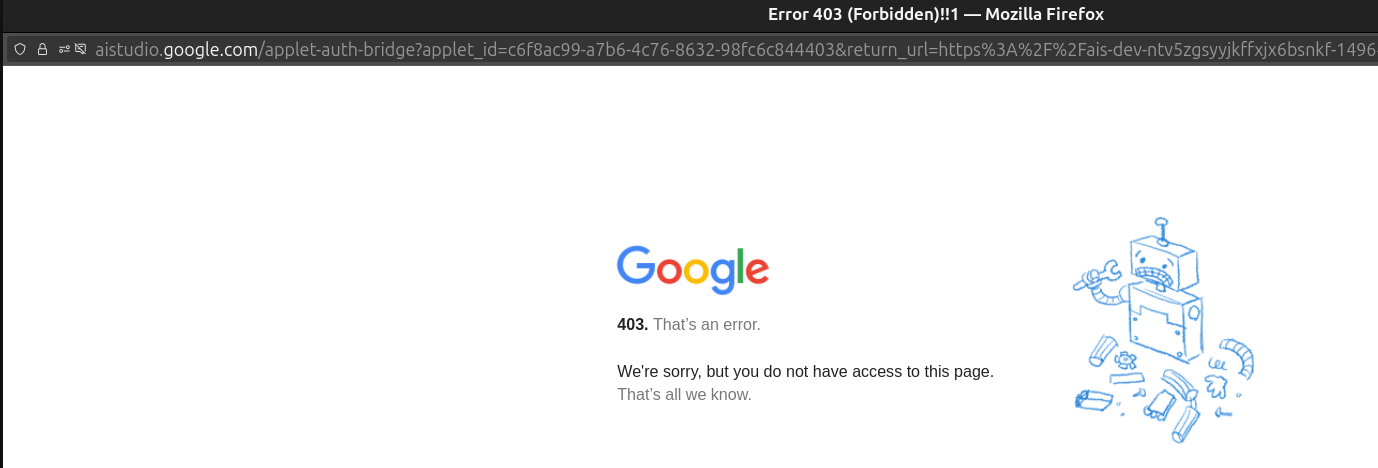 Error 403 (Forbidden)!!1 — Mozilla Firefox
aistudio.google.com/applet-auth-bridge?applet_id=c6f8ac99-a7b6-4c76-8632-98fc6c844403&return_url=https%3A%2F%2Fais-dev-ntv5zgsyyjkffxjx6bsnkf-1496
Google
403. That’s an error.
We're sorry, but you do not have access to this page.
That’s all we know.